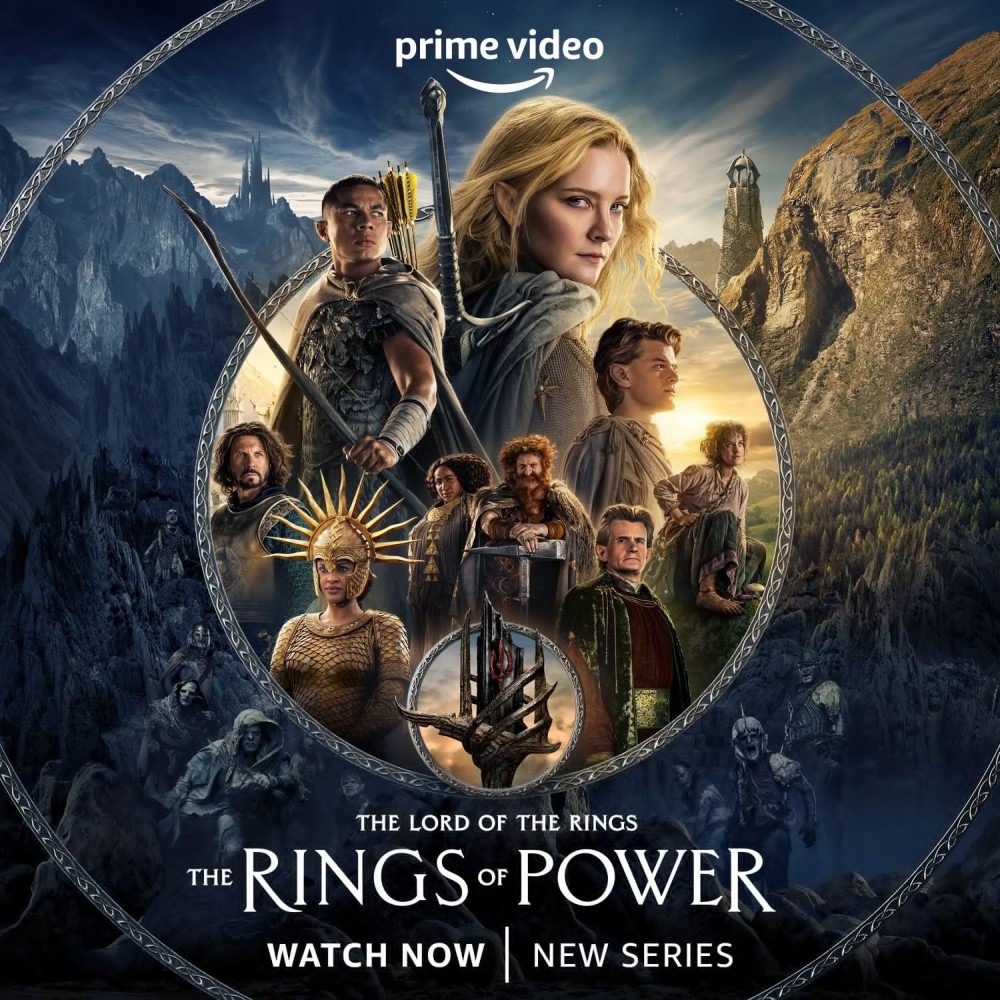 prime video
THE LORD OF THE RINGS
THE RINGS OF POWER
WATCH NOW | NEW SERIES